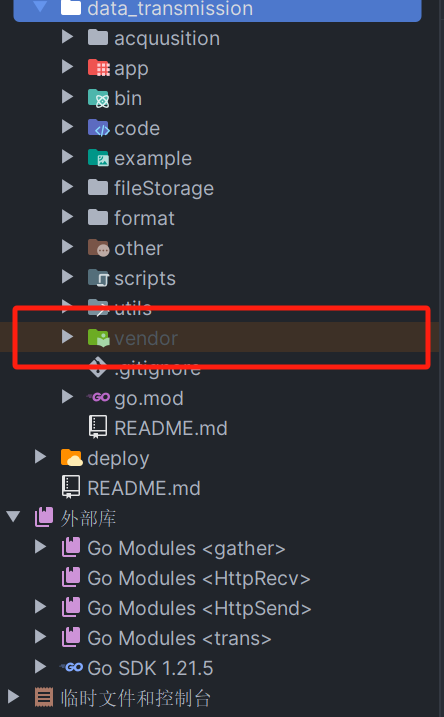 data_transmission
acquusition
app
bin
code
example
fileStorage
format
other
scripts
utils
vendor
.gitignore
go.mod
README.md
deploy
README.md
外部库
Go Modules <gather>
Go Modules <HttpRecv>
Go Modules <HttpSend>
Go Modules <trans>
Go SDK 1.21.5
临时文件和控制台